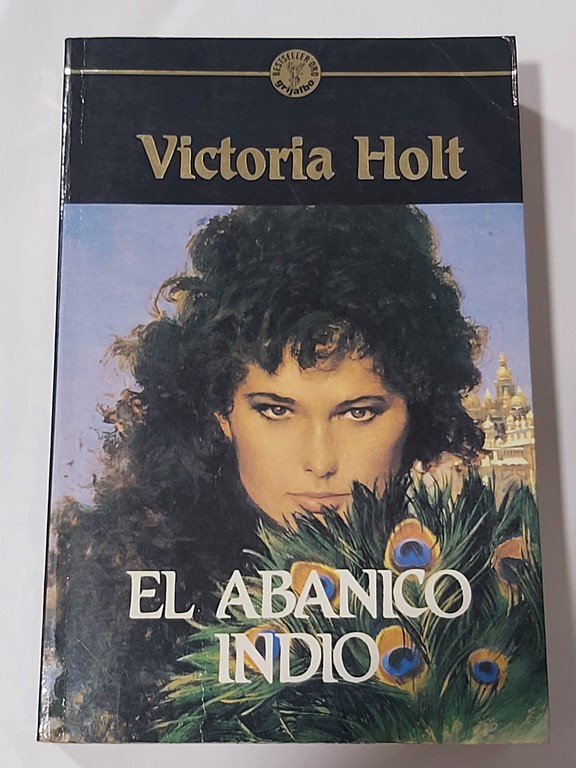 BESTSELLER ORO
grijalbo
Victoria Holt
EL ABANICO
INDIO